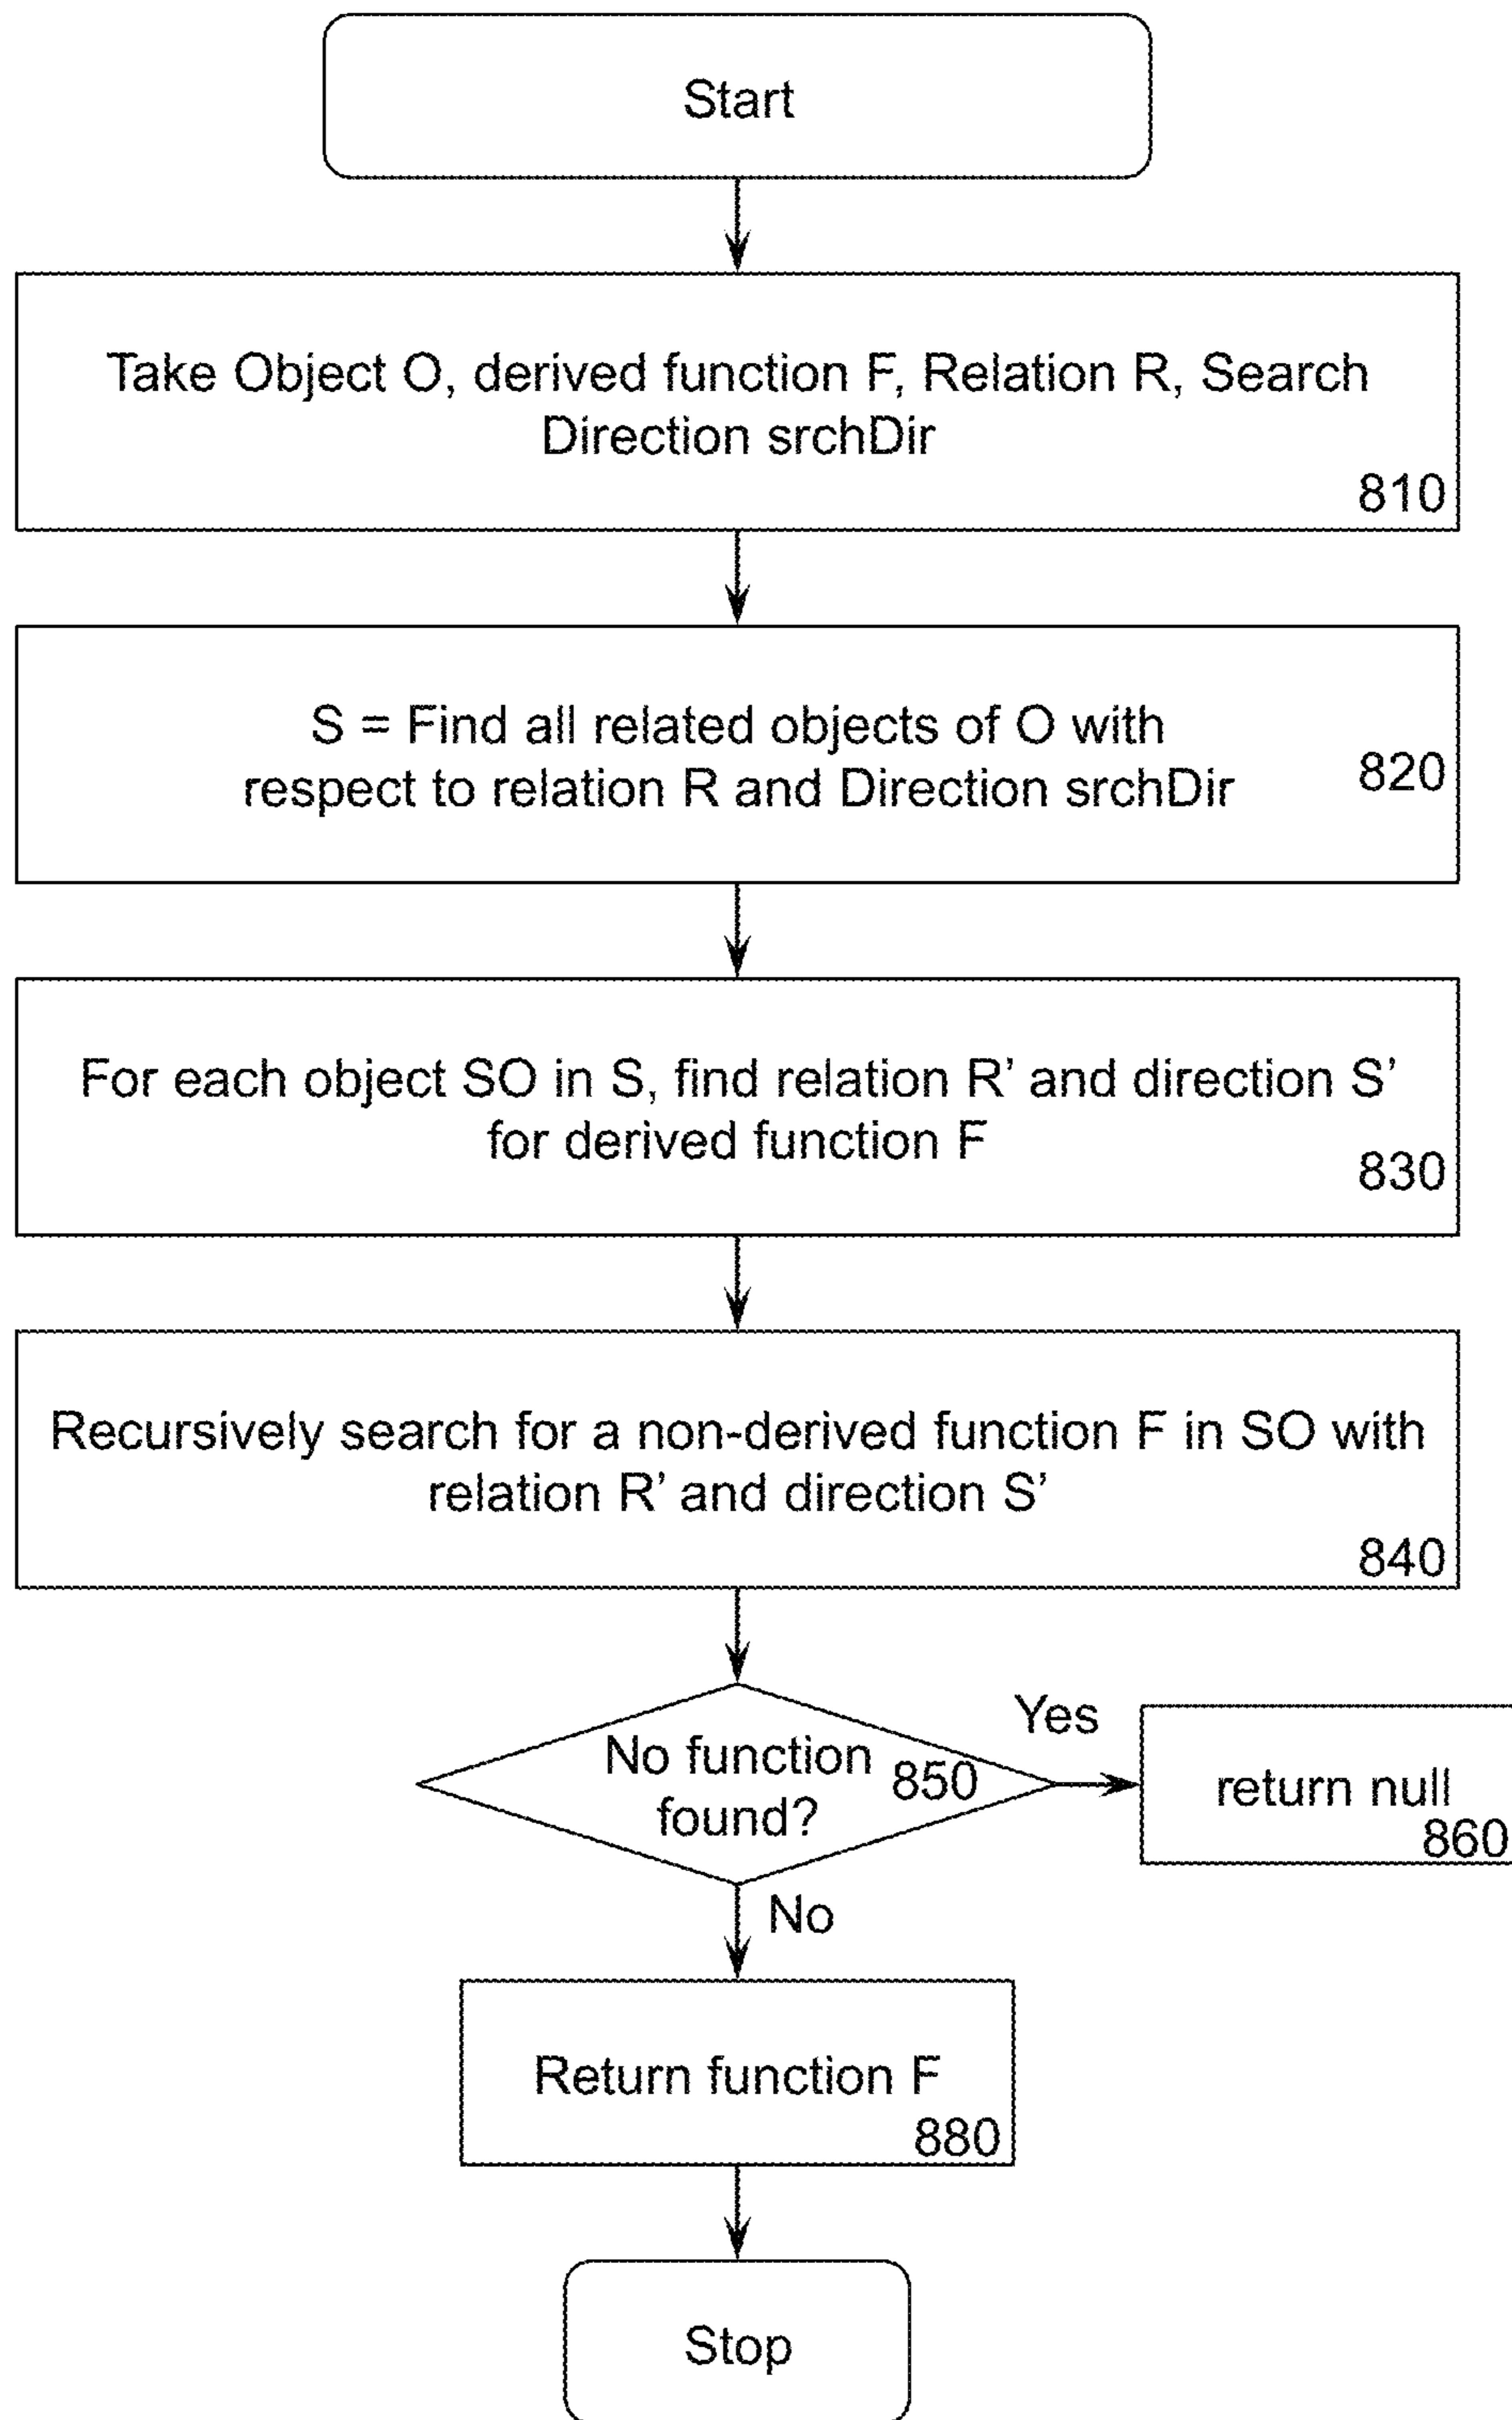 Start
Take Object O, derived function F, Relation R, Search
Direction srchDir
810
S = Find all related objects of O with
respect to relation R and Direction srchDir
820
For each object SO in S, find relation R’ and direction S’
for derived function F
830
Recursively search for a non-derived function F in SO with
relation R’ and direction S’
840
No function
found?
850
Yes
return null
860
No
Return function F
880
Stop